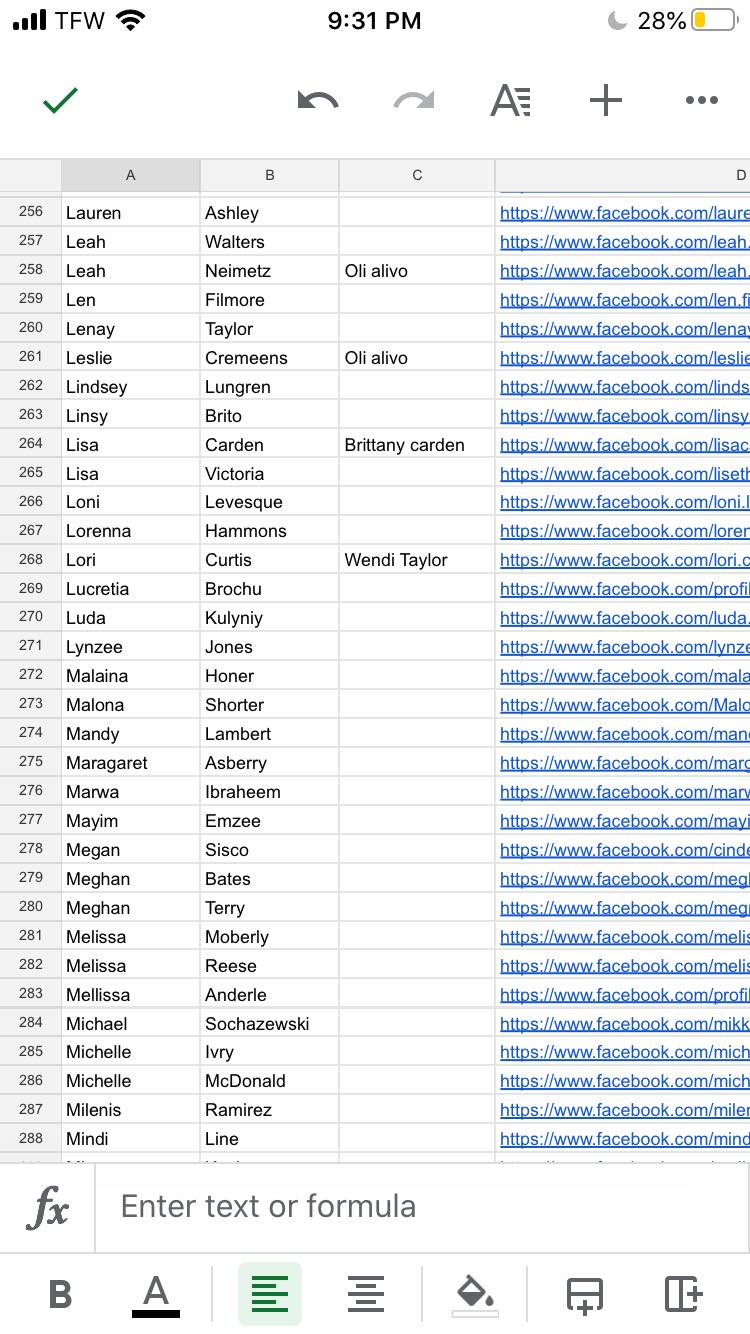 TFW 9:31 PM 28%
A B C D
256 Lauren Ashley https://www.facebook.com/laure
257 Leah Walters https://www.facebook.com/leah.
258 Leah Neimetz Oli alivo https://www.facebook.com/leah.
259 Len Filmore https://www.facebook.com/len.fi
260 Lenay Taylor https://www.facebook.com/lenay
261 Leslie Cremeens Oli alivo https://www.facebook.com/leslie
262 Lindsey Lungren https://www.facebook.com/linds
263 Linsy Brito https://www.facebook.com/linsy
264 Lisa Carden Brittany carden https://www.facebook.com/lisac
265 Lisa Victoria https://www.facebook.com/liseth
266 Loni Levesque https://www.facebook.com/loni.l
267 Lorenna Hammons https://www.facebook.com/loren
268 Lori Curtis Wendi Taylor https://www.facebook.com/lori.c
269 Lucretia Brochu https://www.facebook.com/profil
270 Luda Kulyniy https://www.facebook.com/luda.
271 Lynzee Jones https://www.facebook.com/lynze
272 Malaina Honer https://www.facebook.com/mala
273 Malona Shorter https://www.facebook.com/Malo
274 Mandy Lambert https://www.facebook.com/man
275 Maragaret Asberry https://www.facebook.com/marg
276 Marwa Ibraheem https://www.facebook.com/marw
277 Mayim Emzee https://www.facebook.com/mayi
278 Megan Sisco https://www.facebook.com/cinde
279 Meghan Bates https://www.facebook.com/megl
280 Meghan Terry https://www.facebook.com/megr
281 Melissa Moberly https://www.facebook.com/melis
282 Melissa Reese https://www.facebook.com/melis
283 Mellissa Anderle https://www.facebook.com/profil
284 Michael Sochazewski https://www.facebook.com/mikk
285 Michelle Ivry https://www.facebook.com/mich
286 Michelle McDonald https://www.facebook.com/mich
287 Milenis Ramirez https://www.facebook.com/miler
288 Mindi Line https://www.facebook.com/mind
fx Enter text or formula
B A